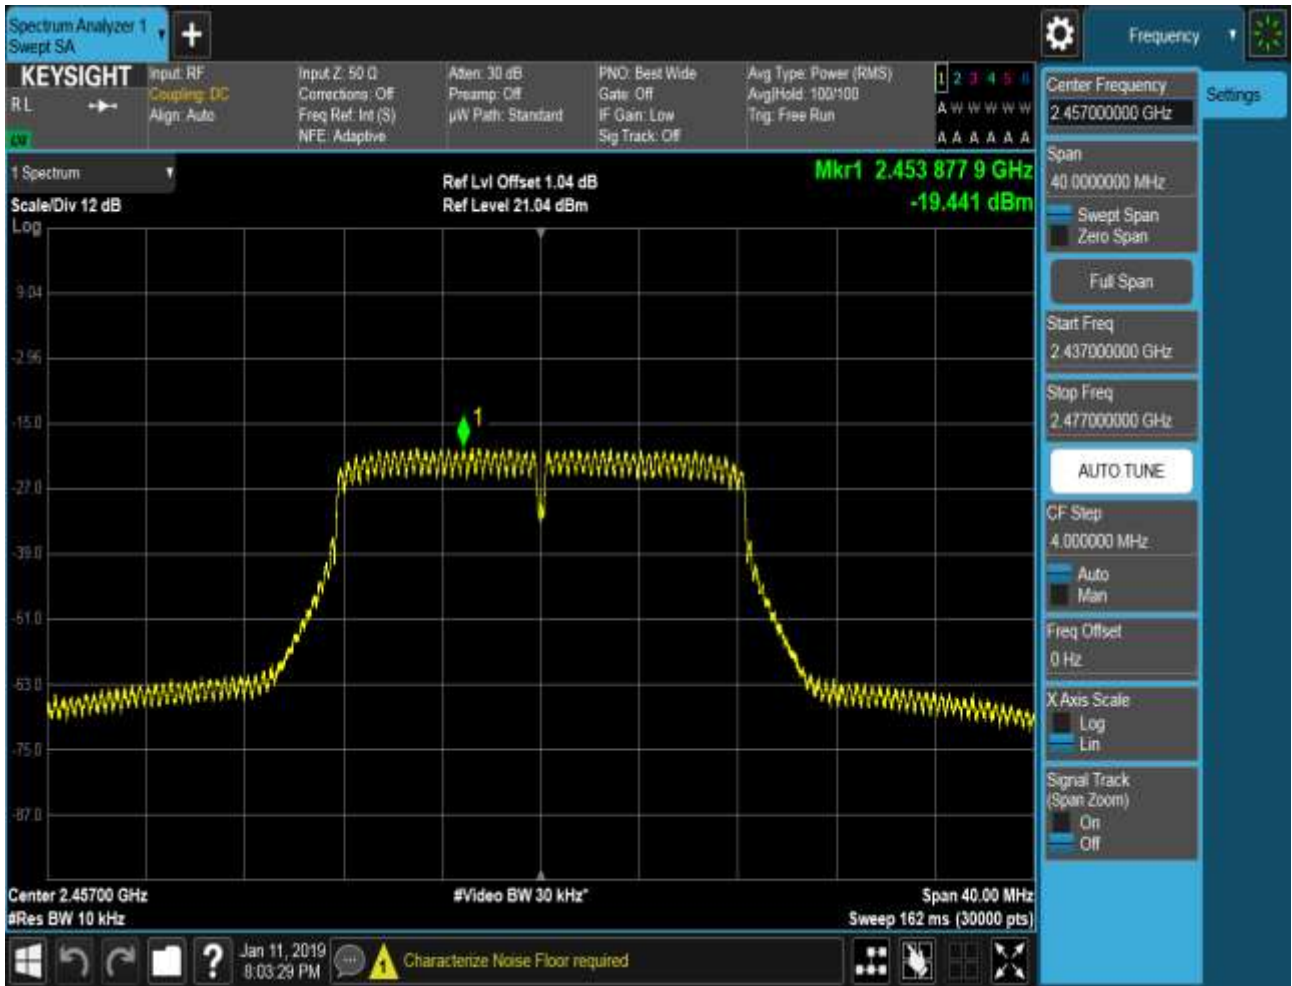 Spectrum Analyzer 1
Swept SA
+
Frequency
KEYSIGHT
RL
LXI
Input: RF
Coupling: DC
Align: Auto
Input Z: 50 Ω
Corrections: Off
Freq Ref: Int (S)
NFE: Adaptive
Atten: 30 dB
Preamp: Off
µW Path: Standard
PNO: Best Wide
Gate: Off
IF Gain: Low
Sig Track: Off
Avg Type: Power (RMS)
Avg|Hold: 100/100
Trig: Free Run
1 2 3 4 5 6
A W W W W W
A A A A A A
1 Spectrum
Scale/Div 12 dB
Log
Ref Lvl Offset 1.04 dB
Ref Level 21.04 dBm
Mkr1 2.453 877 9 GHz
-19.441 dBm
9.04
-2.96
-15.0
-27.0
-39.0
-51.0
-63.0
-75.0
-87.0
1
Center 2.45700 GHz
#Res BW 10 kHz
#Video BW 30 kHz*
Span 40.00 MHz
Sweep 162 ms (30000 pts)
Center Frequency
2.457000000 GHz
Settings
Span
40.0000000 MHz
Swept Span
Zero Span
Full Span
Start Freq
2.437000000 GHz
Stop Freq
2.477000000 GHz
AUTO TUNE
CF Step
4.000000 MHz
Auto
Man
Freq Offset
0 Hz
X Axis Scale
Log
Lin
Signal Track
(Span Zoom)
On
Off
?
Jan 11, 2019
8:03:29 PM
1
Characterize Noise Floor required